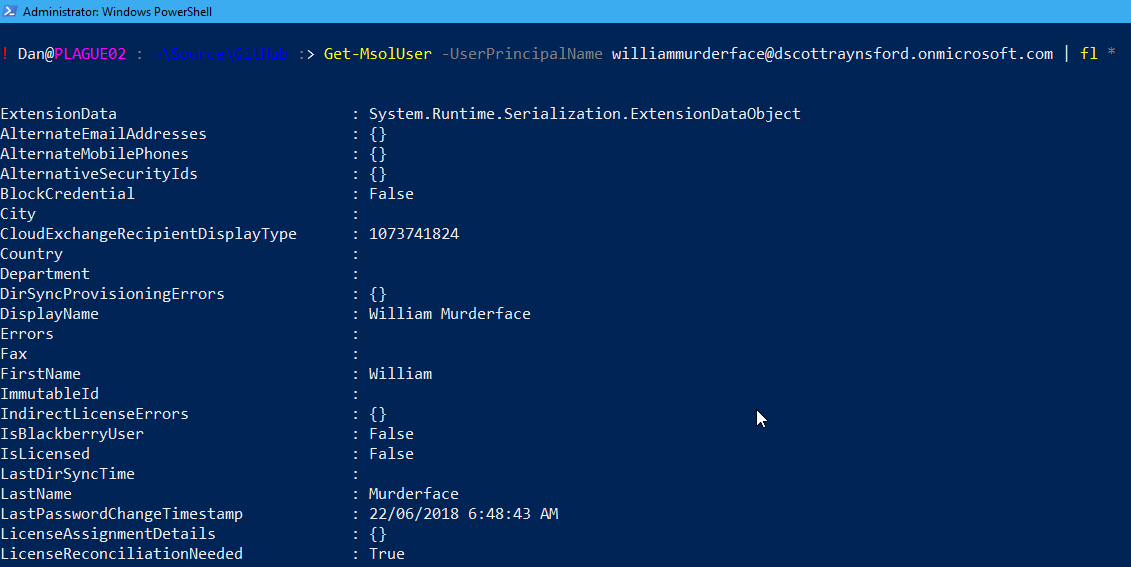 Administrator: Windows PowerShell
! Dan@PLAGUE02 : ~\Source\GitHub :> Get-MsolUser -UserPrincipalName williammurderface@dscottraynsford.onmicrosoft.com | fl *
ExtensionData : System.Runtime.Serialization.ExtensionDataObject
AlternateEmailAddresses : {}
AlternateMobilePhones : {}
AlternativeSecurityIds : {}
BlockCredential : False
City :
CloudExchangeRecipientDisplayType : 1073741824
Country :
Department :
DirSyncProvisioningErrors : {}
DisplayName : William Murderface
Errors :
Fax :
FirstName : William
ImmutableId :
IndirectLicenseErrors : {}
IsBlackberryUser : False
IsLicensed : False
LastDirSyncTime :
LastName : Murderface
LastPasswordChangeTimestamp : 22/06/2018 6:48:43 AM
LicenseAssignmentDetails : {}
LicenseReconciliationNeeded : True